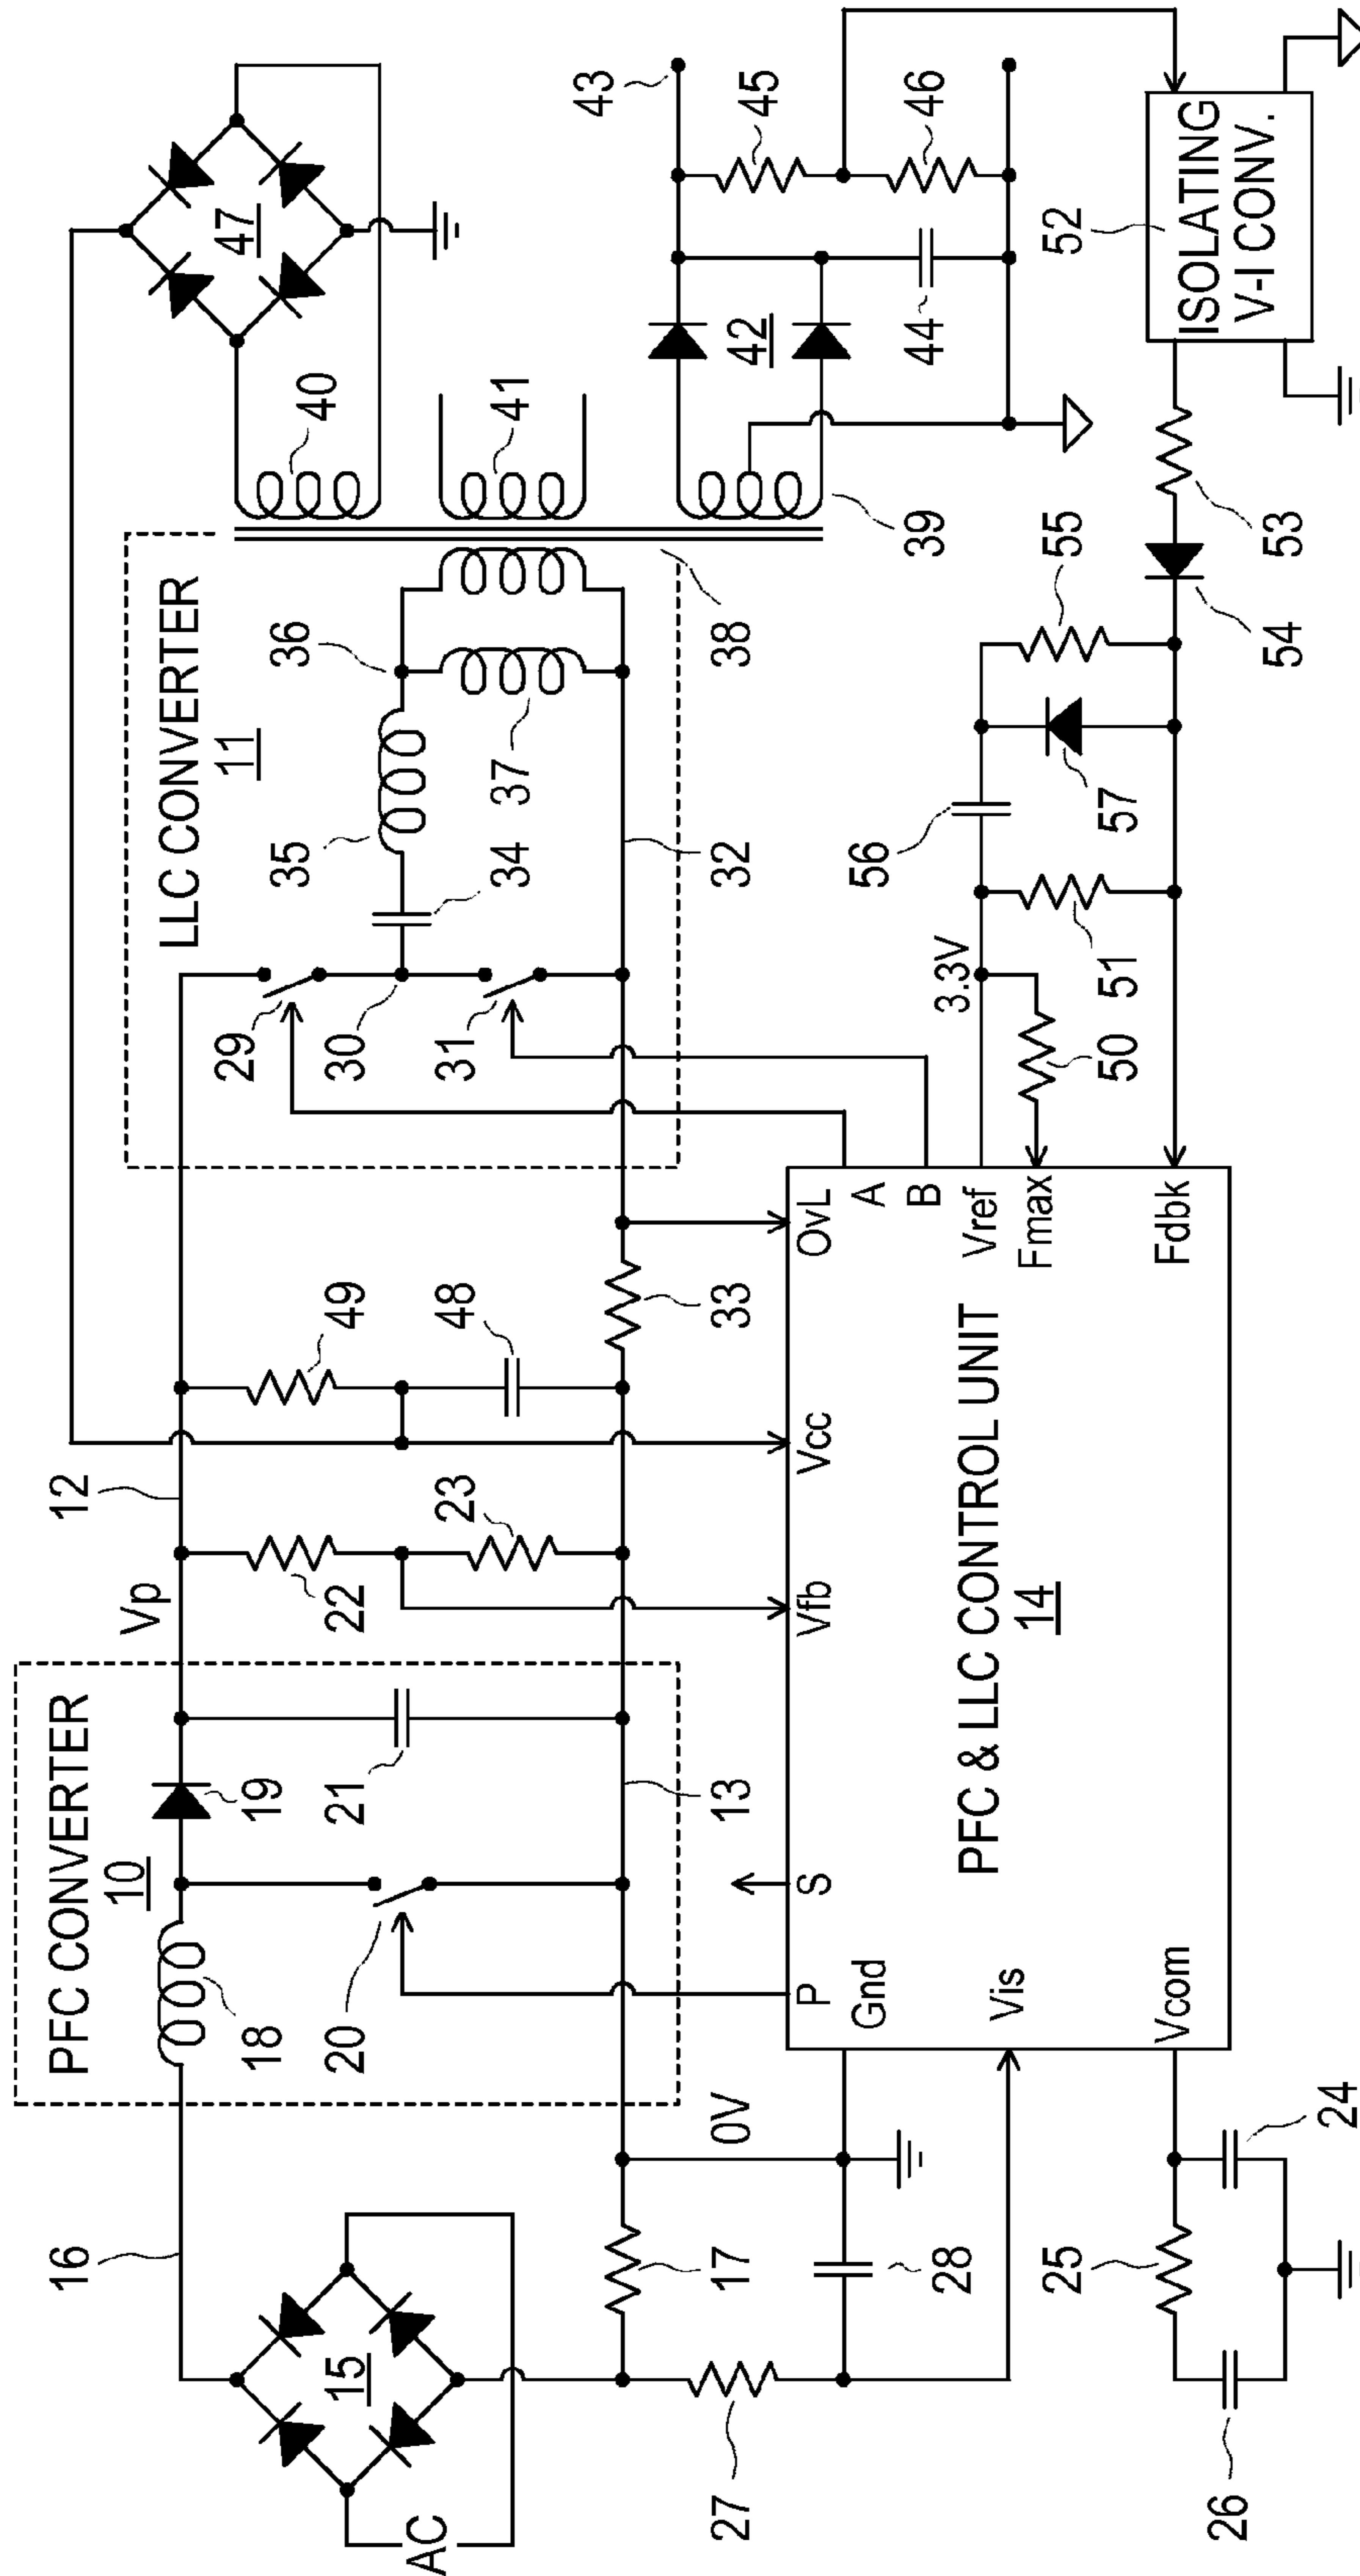 PFC CONVERTER
10
LLC CONVERTER
11
PFC & LLC CONTROL UNIT
14
ISOLATING
V-I CONV.
AC
15
16
17
18
19
20
21
Vp
12
13
22
23
49
48
33
0V
27
28
25
26
24
P
S
Gnd
Vis
Vcom
Vfb
Vcc
OvL
A
B
Vref
Fmax
Fdbk
29
30
31
32
34
35
36
37
38
39
40
41
42
43
44
45
46
47
3.3V
50
51
52
53
54
55
56
57